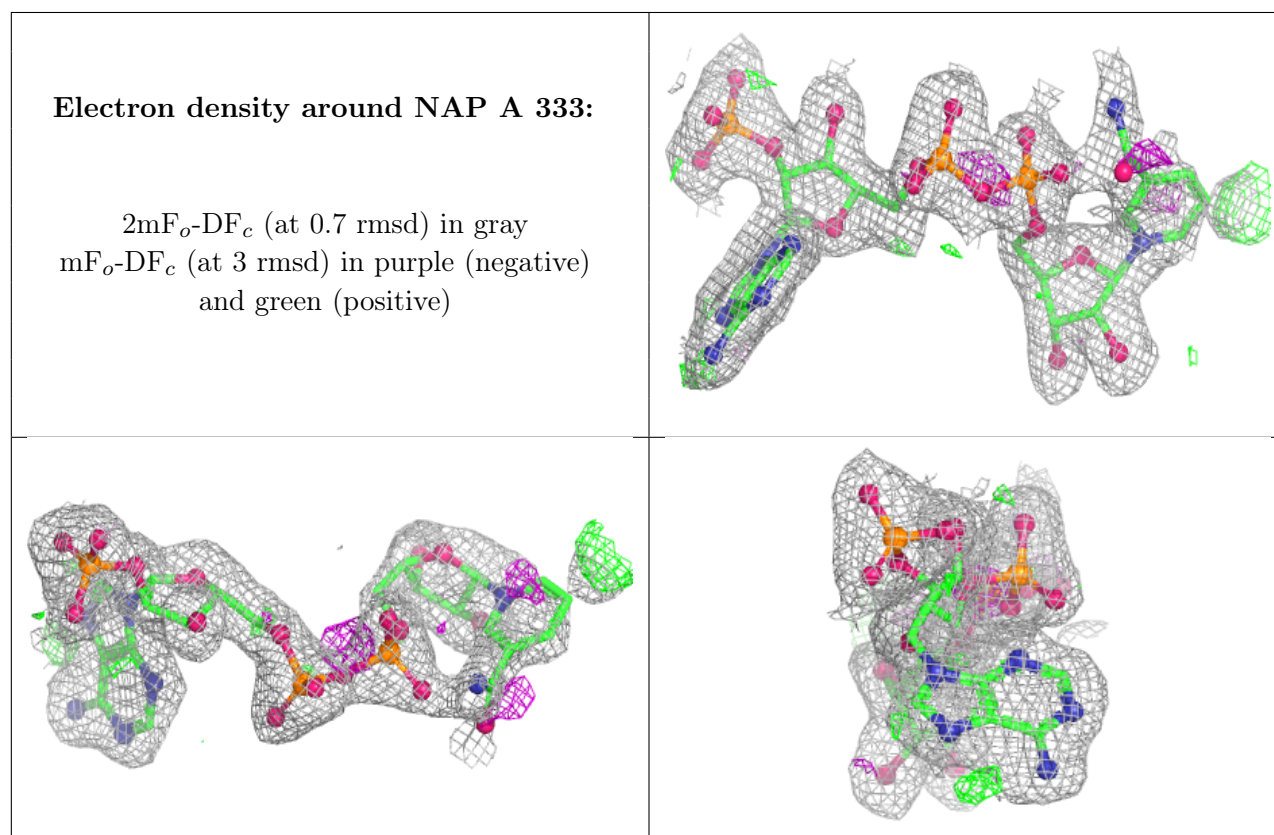 Electron density around NAP A 333:
2mFo-DFc (at 0.7 rmsd) in gray
mFo-DFc (at 3 rmsd) in purple (negative)
and green (positive)